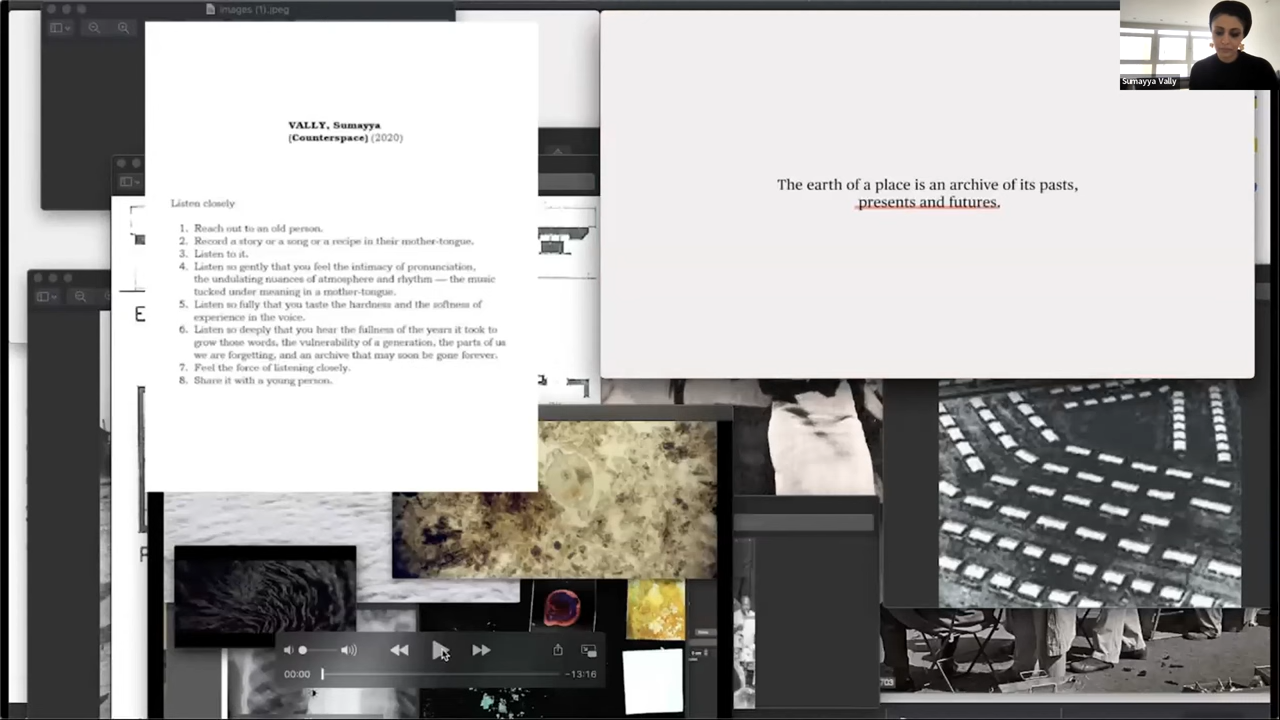 images (1).jpeg
VALLY, Sumayya
(Counterspace) (2020)
Listen closely
1. Reach out to an old person.
2. Record a story or a song or a recipe in their mother-tongue.
3. Listen to it.
4. Listen so gently that you feel the intimacy of pronunciation,
the undulating nuances of atmosphere and rhythm — the music
tucked under meaning in a mother-tongue.
5. Listen so fully that you taste the hardness and the softness of
experience in the voice.
6. Listen so deeply that you hear the fullness of the years it took to
grow those words, the vulnerability of a generation, the parts of us
we are forgetting, and an archive that may soon be gone forever.
7. Feel the force of listening closely.
8. Share it with a young person.
The earth of a place is an archive of its pasts,
presents and futures.
Sumayya Vally
E
P
00:00
-13:16
703